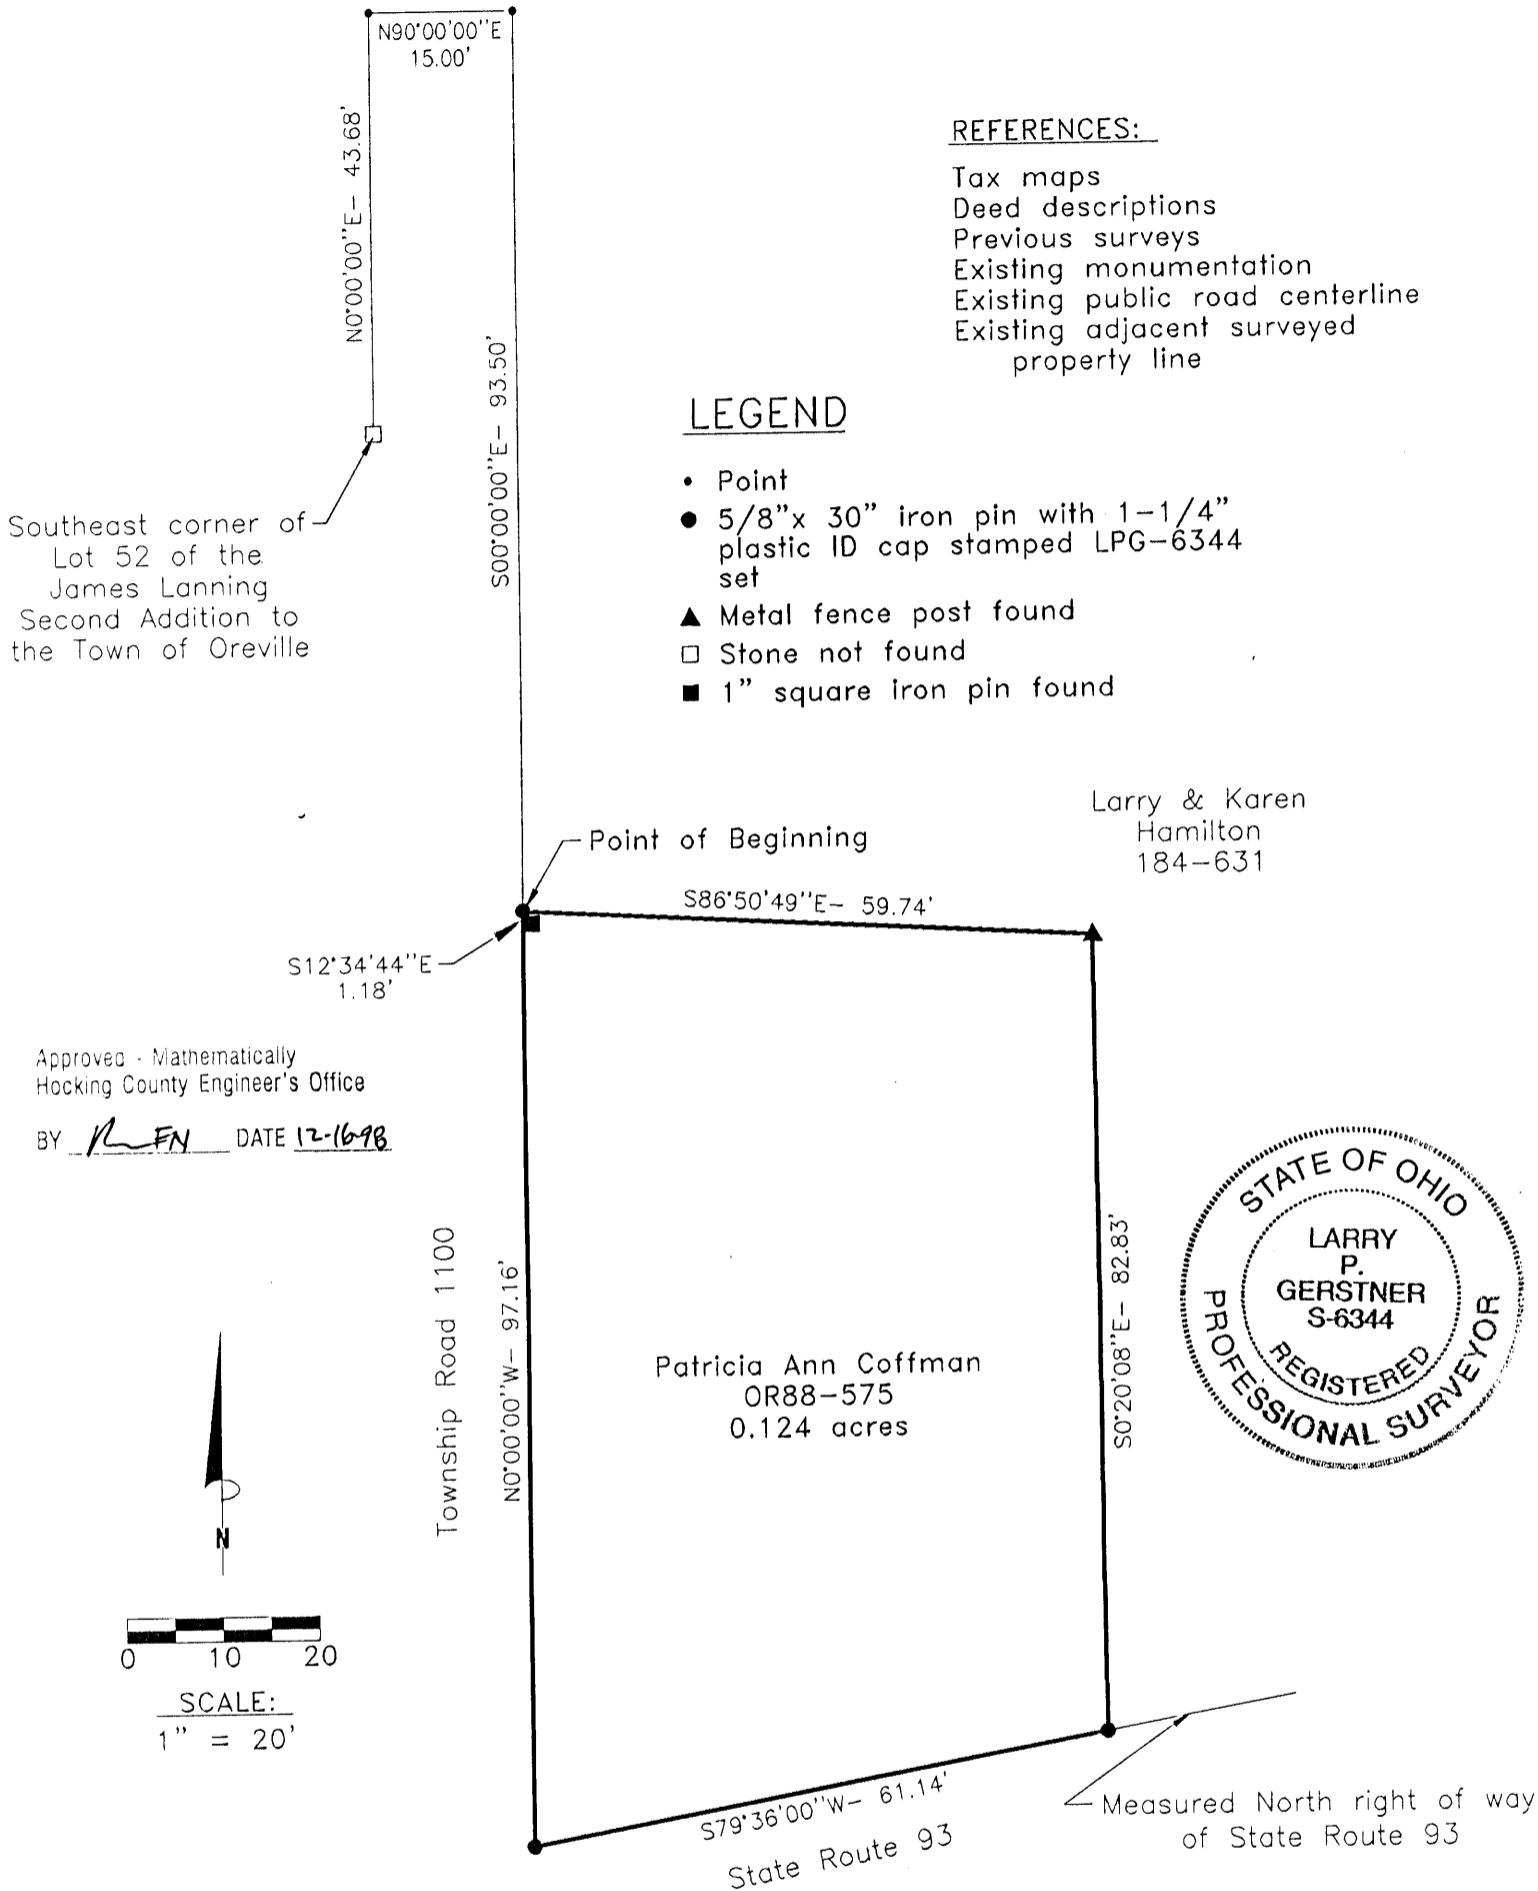 N90°00'00"E
15.00'
N0°00'00"E- 43.68'
S00°00'00"E- 93.50'
REFERENCES:
Tax maps
Deed descriptions
Previous surveys
Existing monumentation
Existing public road centerline
Existing adjacent surveyed
property line
LEGEND
Point
5/8"x 30" iron pin with 1-1/4"
plastic ID cap stamped LPG-6344
set
Metal fence post found
Stone not found
1" square iron pin found
Southeast corner of
Lot 52 of the
James Lanning
Second Addition to
the Town of Oreville
Larry & Karen
Hamilton
184-631
Point of Beginning
S86°50'49"E- 59.74'
S12°34'44"E
1.18'
Approved - Mathematically
Hocking County Engineer's Office
BY DATE 12-16-98
Township Road 1100
N0°00'00"W- 97.16'
Patricia Ann Coffman
OR88-575
0.124 acres
S0°20'08"E- 82.83'
STATE OF OHIO
LARRY
P.
GERSTNER
S-6344
REGISTERED
PROFESSIONAL SURVEYOR
N
0 10 20
SCALE:
1" = 20'
S79°36'00"W- 61.14'
State Route 93
Measured North right of way
of State Route 93